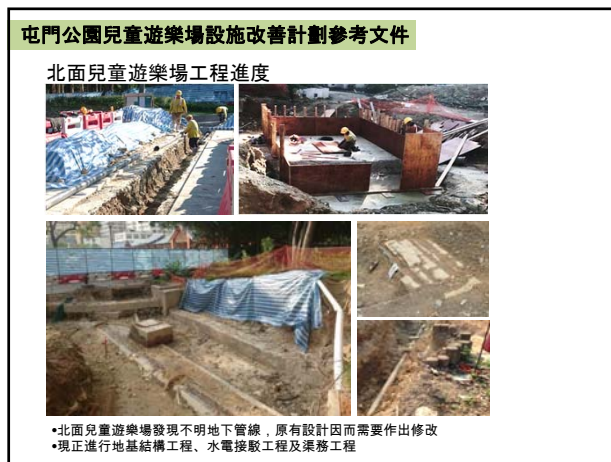 屯門公園兒童遊樂場設施改善計劃參考文件
北面兒童遊樂場工程進度
•北面兒童遊樂場發現不明地下管線，原有設計因而需要作出修改
•現正進行地基結構工程、水電接駁工程及渠務工程